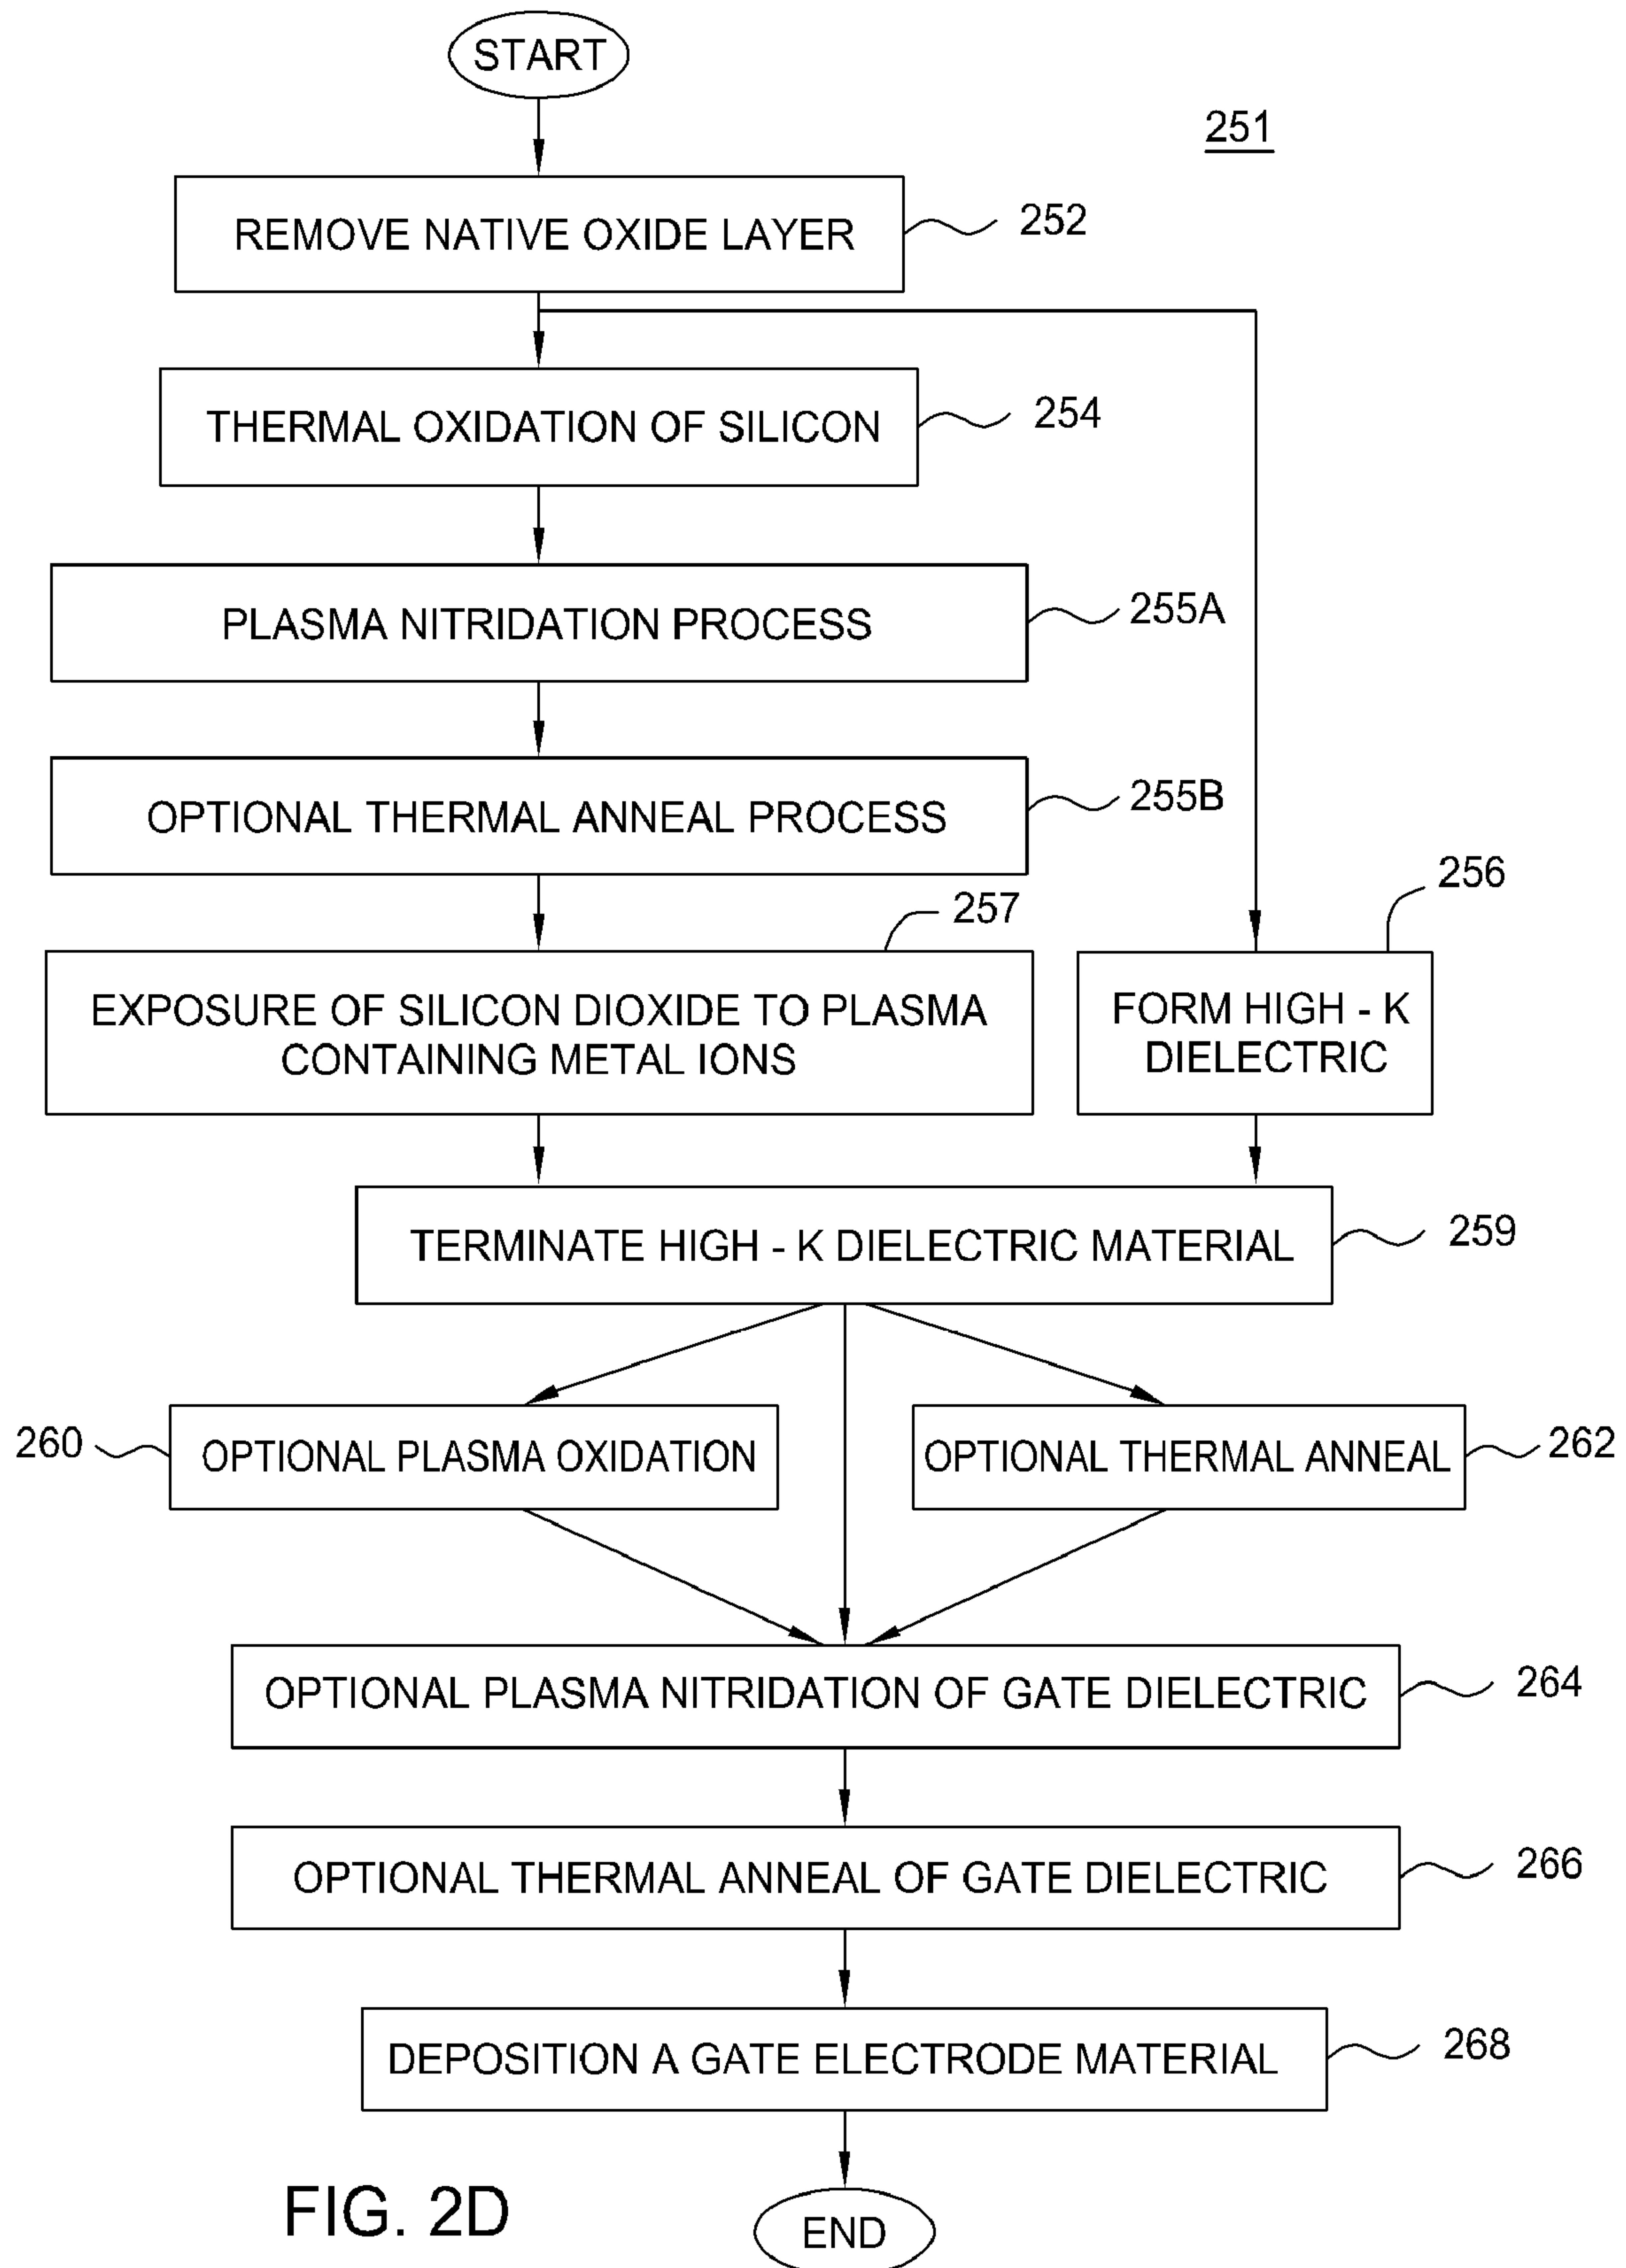 START
251
REMOVE NATIVE OXIDE LAYER
252
THERMAL OXIDATION OF SILICON
254
PLASMA NITRIDATION PROCESS
255A
OPTIONAL THERMAL ANNEAL PROCESS
255B
257
256
EXPOSURE OF SILICON DIOXIDE TO PLASMA
CONTAINING METAL IONS
FORM HIGH - K
DIELECTRIC
TERMINATE HIGH - K DIELECTRIC MATERIAL
259
260
OPTIONAL PLASMA OXIDATION
OPTIONAL THERMAL ANNEAL
262
OPTIONAL PLASMA NITRIDATION OF GATE DIELECTRIC
264
OPTIONAL THERMAL ANNEAL OF GATE DIELECTRIC
266
DEPOSITION A GATE ELECTRODE MATERIAL
268
FIG. 2D
END